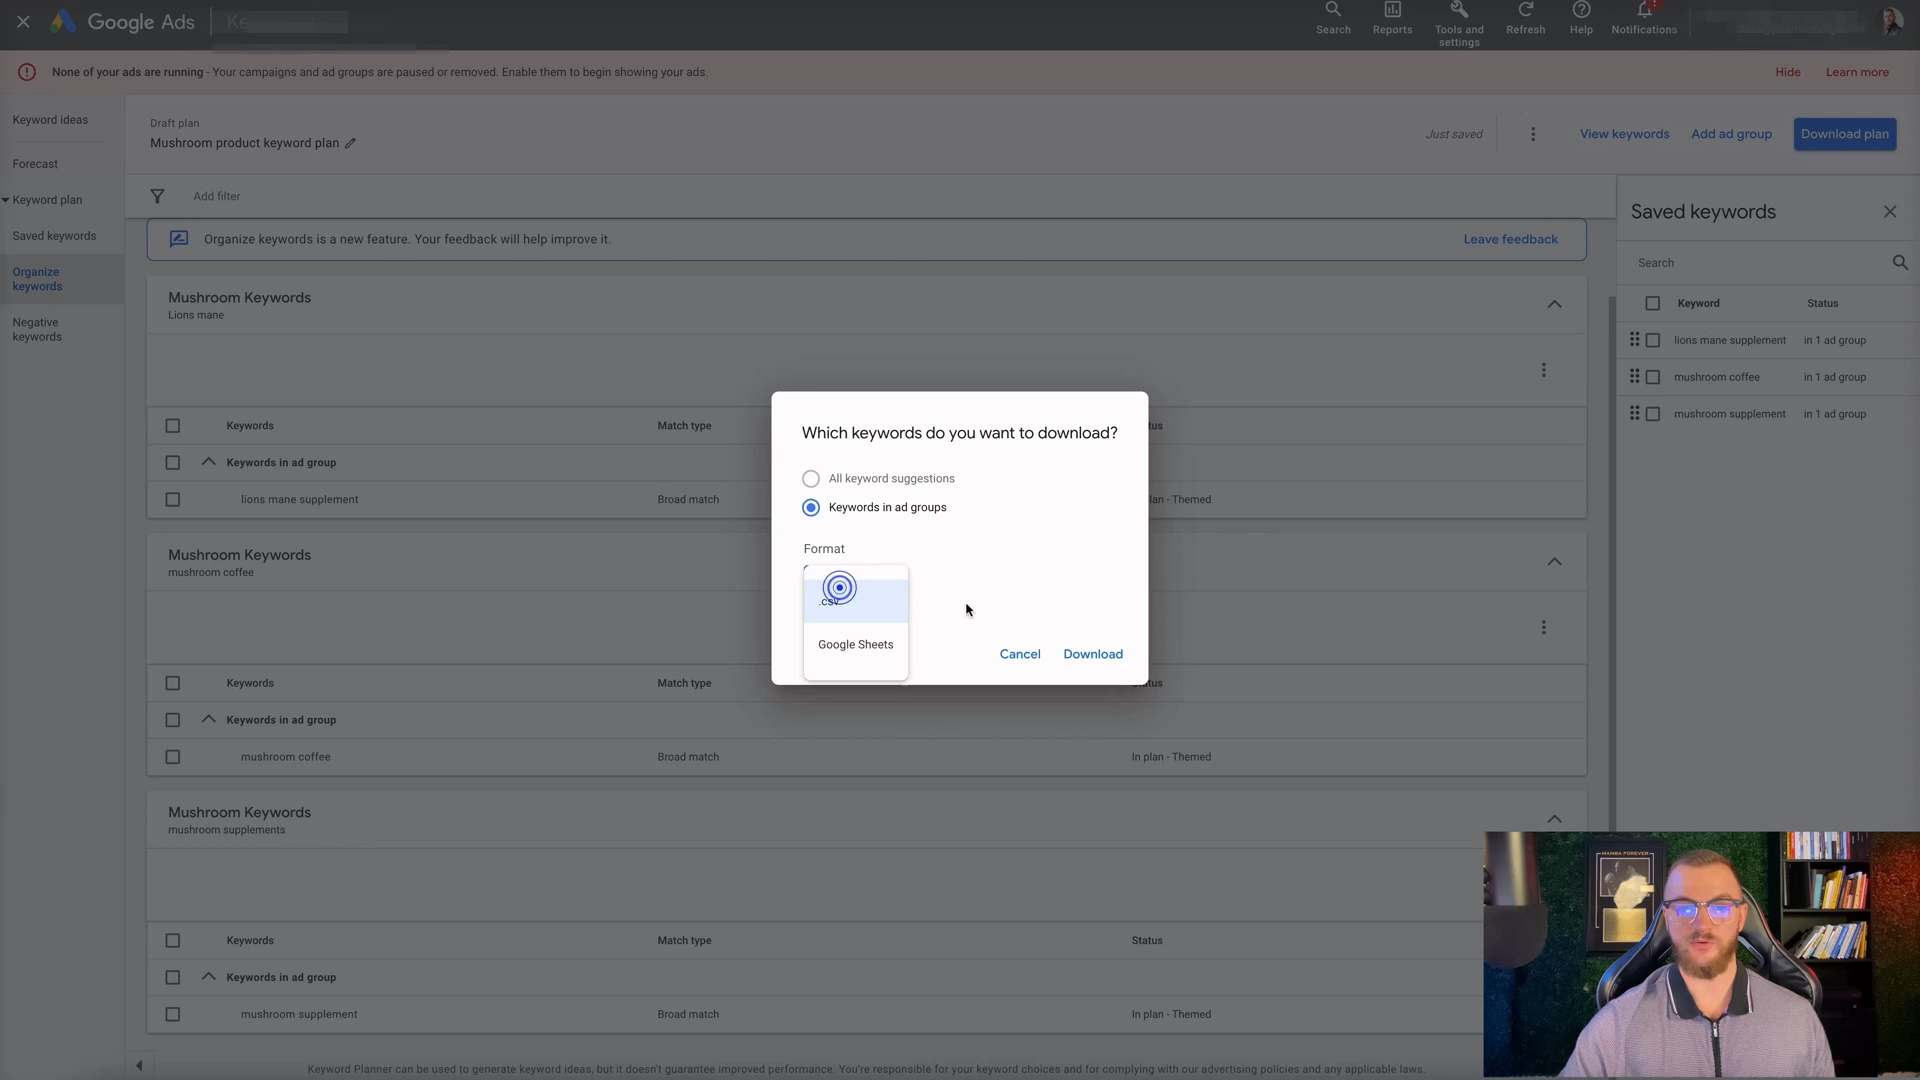 Google Ads
Search
Reports
Tools and
settings
Refresh
Help
Notifications
None of your ads are running - Your campaigns and ad groups are paused or removed. Enable them to begin showing your ads.
Hide
Learn more
Keyword ideas
Forecast
Keyword plan
Saved keywords
Organize
keywords
Negative
keywords
Draft plan
Mushroom product keyword plan
Just saved
View keywords
Add ad group
Download plan
Add filter
Organize keywords is a new feature. Your feedback will help improve it.
Leave feedback
Mushroom Keywords
Lions mane
Keywords
Match type
Keywords in ad group
lions mane supplement
Broad match
Mushroom Keywords
mushroom coffee
Keywords
Match type
Keywords in ad group
mushroom coffee
Broad match
In plan - Themed
Mushroom Keywords
mushroom supplements
Keywords
Match type
Status
Keywords in ad group
mushroom supplement
Broad match
In plan - Themed
Which keywords do you want to download?
All keyword suggestions
Keywords in ad groups
Format
.csv
Google Sheets
Cancel
Download
Saved keywords
Search
Keyword
Status
lions mane supplement
in 1 ad group
mushroom coffee
in 1 ad group
mushroom supplement
in 1 ad group
MAMBA FOREVER
Keyword Planner can be used to generate keyword ideas, but it doesn't guarantee improved performance. You're responsible for your keyword choices and for complying with our advertising policies and any applicable laws.